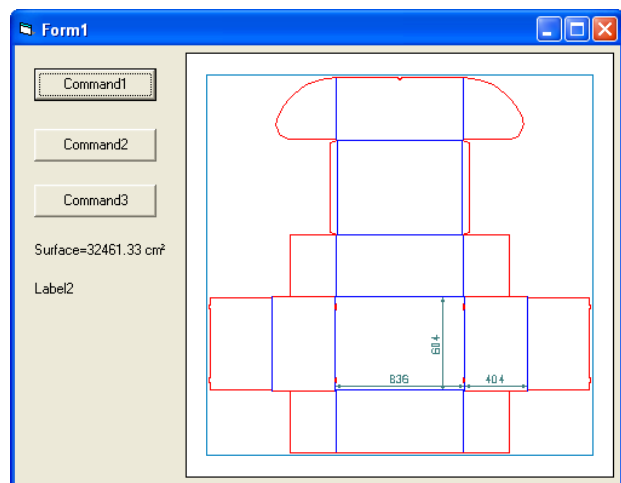 Form1
Command1
Command2
Command3
Surface=32461.33 cm²
Label2
604
836
404